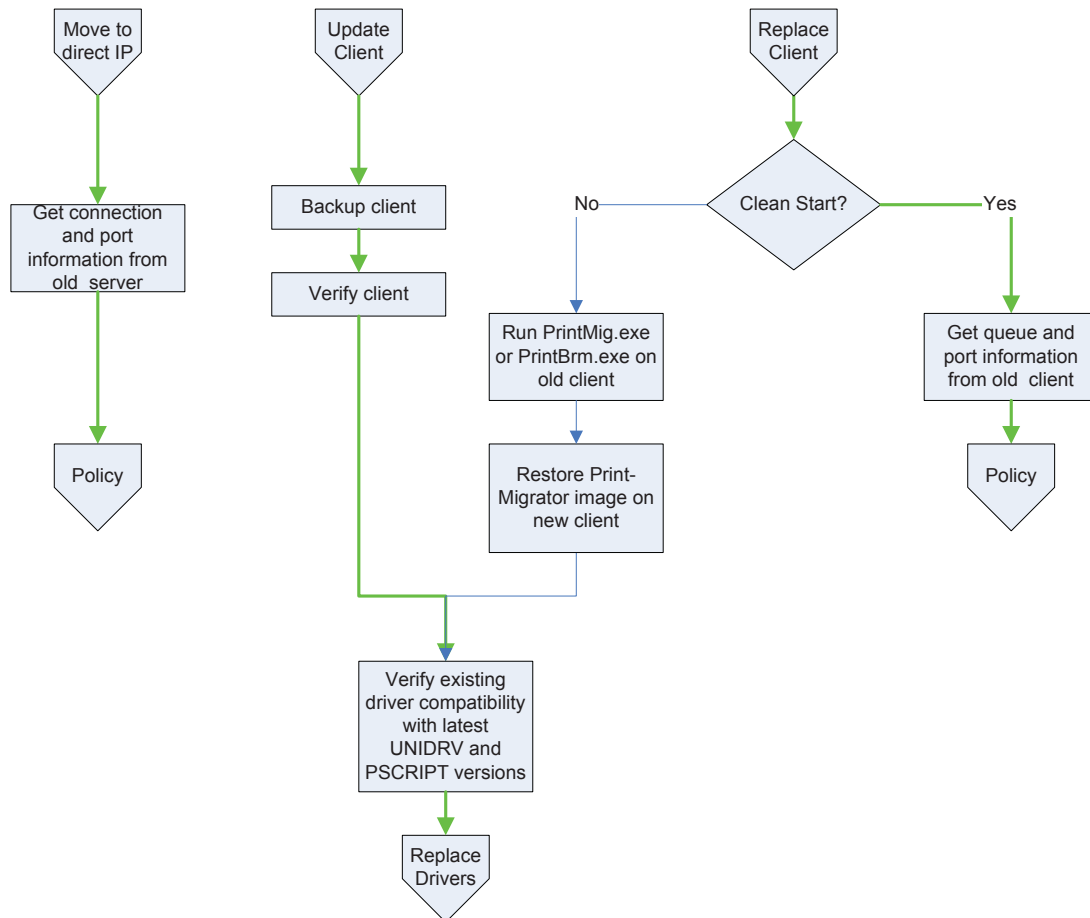 Move to
direct IP
Update
Client
Replace
Client
Clean Start?
No
Yes
Backup client
Verify client
Get connection
and port
information from
old server
Run PrintMig.exe
or PrintBrm.exe on
old client
Get queue and
port information
from old client
Policy
Restore Print-
Migrator image on
new client
Policy
Verify existing
driver compatibility
with latest
UNIDRV and
PSCRIPT versions
Replace
Drivers